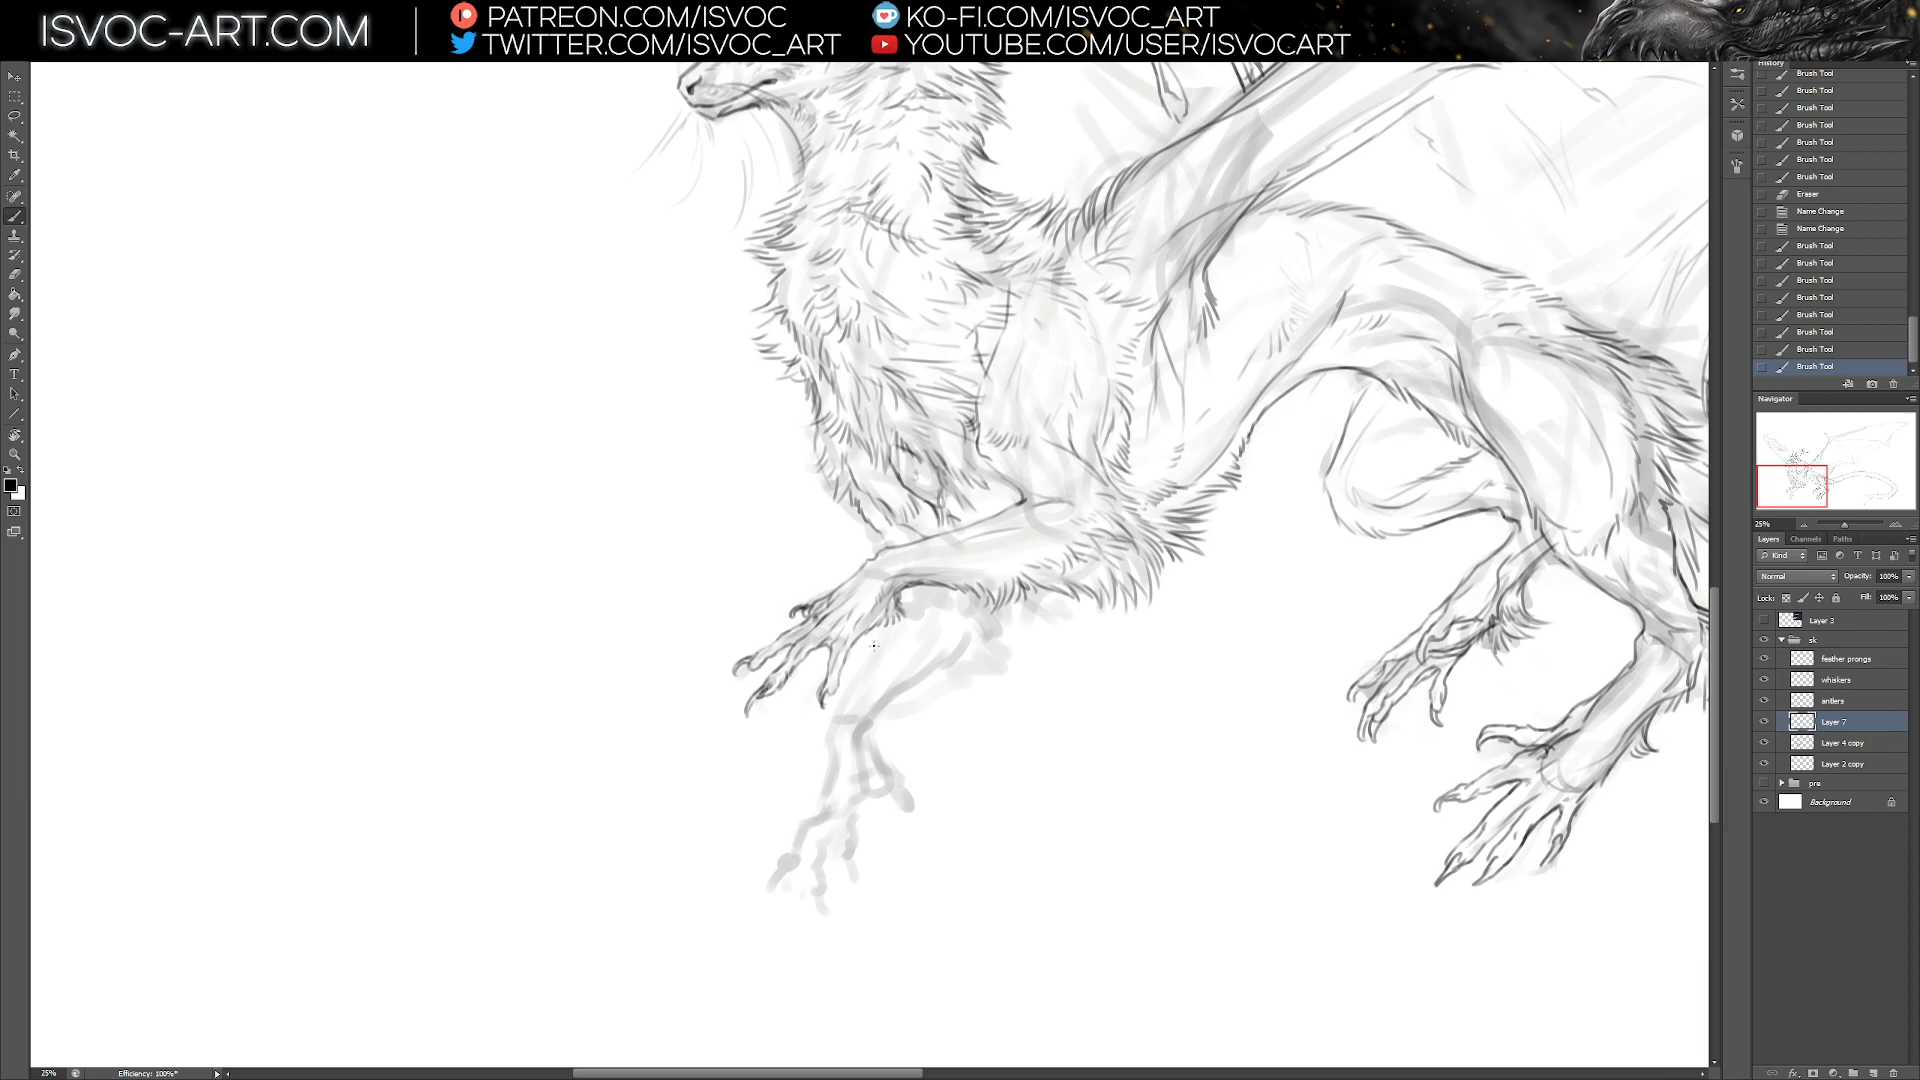 ISVOC-ART.COM
PATREON.COM/ISVOC
KO-FI.COM/ISVOC_ART
TWITTER.COM/ISVOC_ART
YOUTUBE.COM/USER/ISVOCART
History
Brush Tool
Brush Tool
Brush Tool
Brush Tool
Brush Tool
Brush Tool
Brush Tool
Eraser
Name Change
Name Change
Brush Tool
Brush Tool
Brush Tool
Brush Tool
Brush Tool
Brush Tool
Brush Tool
Brush Tool
Navigator
25%
Layers Channels Paths
Kind
Normal Opacity: 100%
Lock: Fill: 100%
Layer 3
sk
feather prongs
whiskers
antlers
Layer 7
Layer 4 copy
Layer 2 copy
pre
Background
25% Efficiency: 100%*